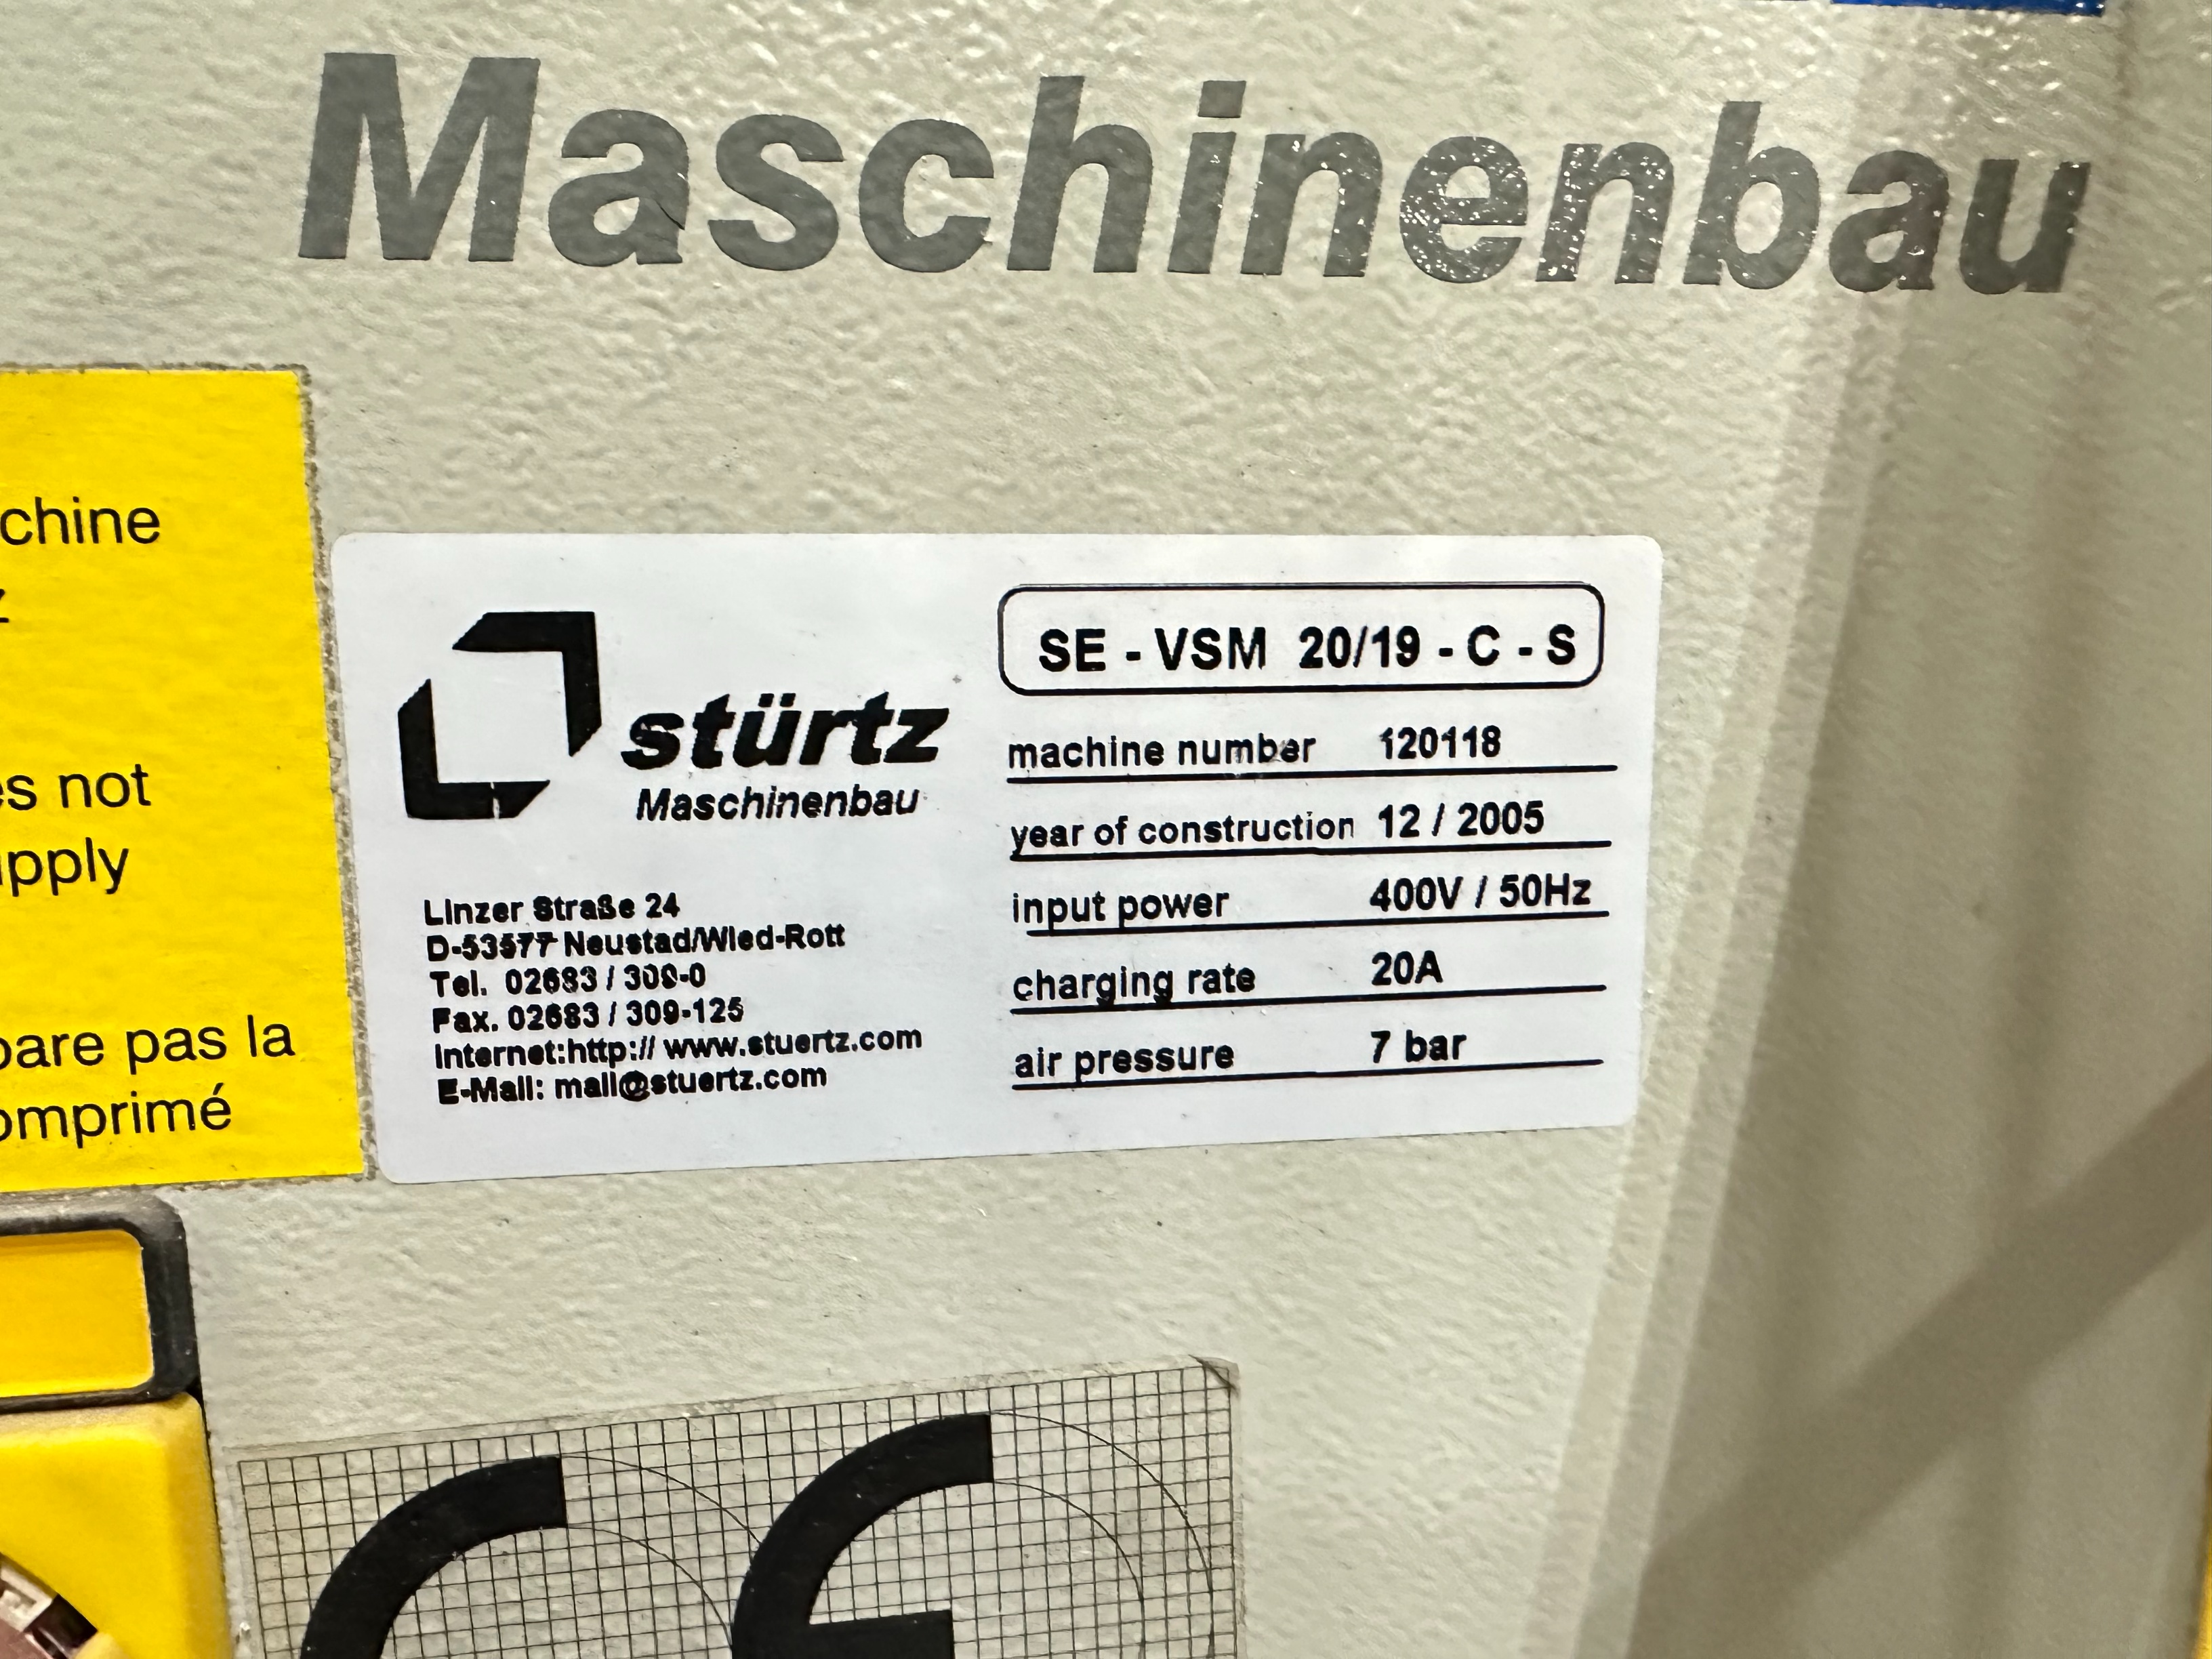 Maschinenbau
chine
z
es not
pply
pare pas la
omprimé
stürtz
Maschinenbau
Linzer Straße 24
D-53577 Neustad/Wied-Rott
Tel. 02683 / 309-0
Fax. 02683 / 309-125
Internet:http:// www.stuertz.com
E-Mail: mail@stuertz.com
SE - VSM 20/19 - C - S
machine number 120118
year of construction 12 / 2005
input power 400V / 50Hz
charging rate 20A
air pressure 7 bar
CE